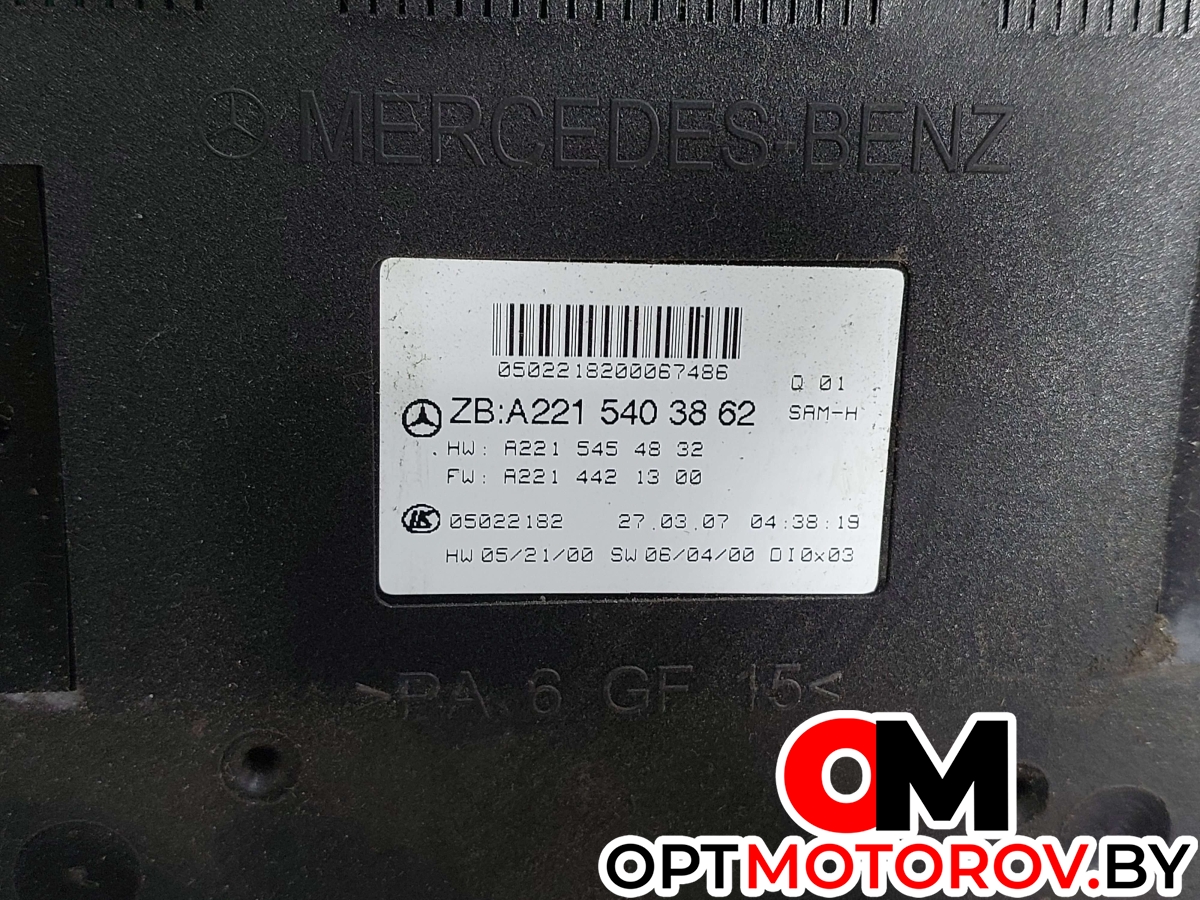 MERCEDES-BENZ
0502218200067486
Q 01
ZB:A221 540 38 62
SAM-H
HW: A221 545 48 32
FW: A221 442 13 00
05022182 27.03.07 04:38:19
HW 05/21/00 SW 06/04/00 DI0x03
>PA 6 GF 15<
OM
OPTMOTOROV.BY